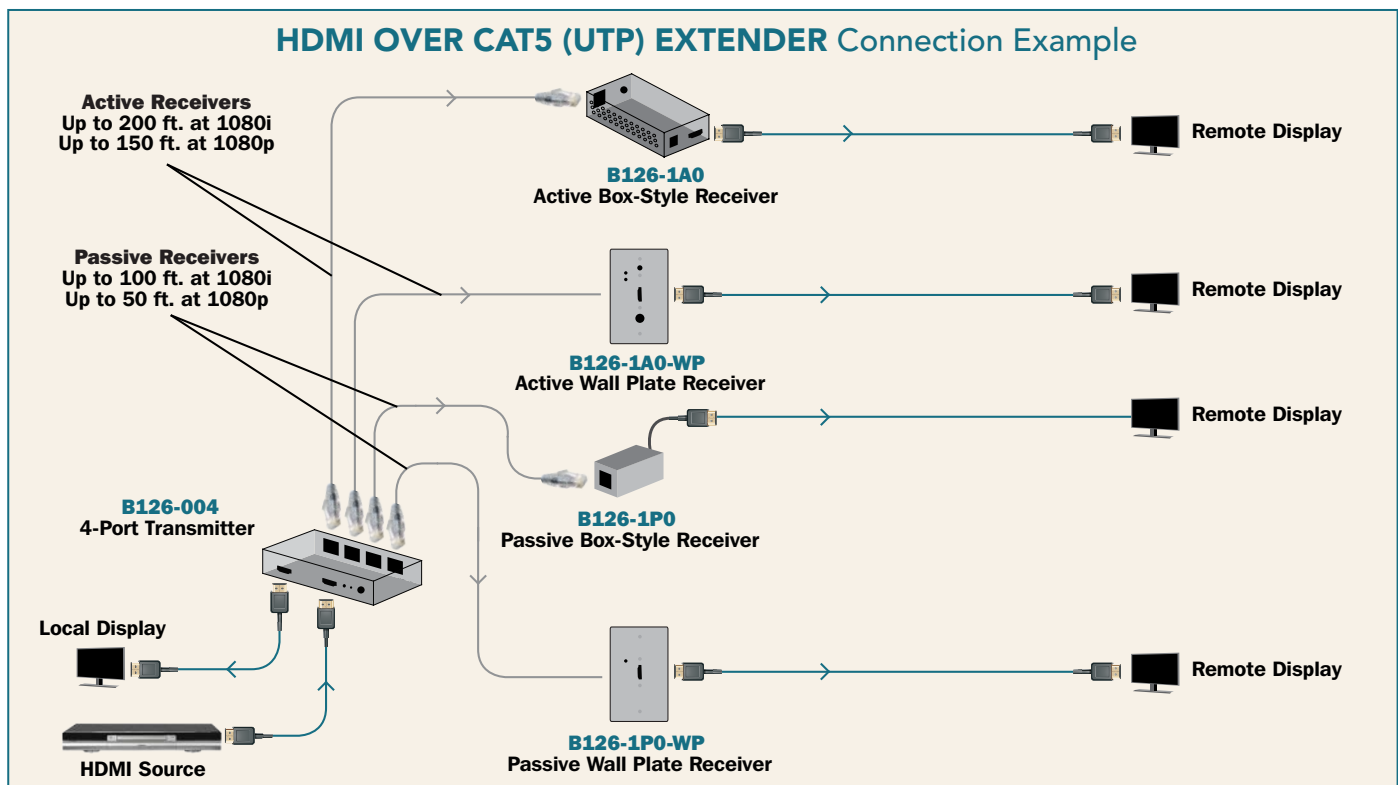 HDMI OVER CAT5 (UTP) EXTENDER Connection Example
Active Receivers
Up to 200 ft. at 1080i
Up to 150 ft. at 1080p
Remote Display
B126-1A0
Active Box-Style Receiver
Passive Receivers
Up to 100 ft. at 1080i
Up to 50 ft. at 1080p
Remote Display
B126-1A0-WP
Active Wall Plate Receiver
Remote Display
B126-004
4-Port Transmitter
B126-1P0
Passive Box-Style Receiver
Local Display
Remote Display
HDMI Source
B126-1P0-WP
Passive Wall Plate Receiver